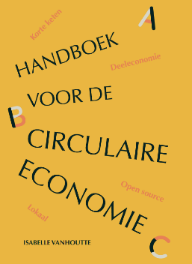 A
Korte keten
HANDBOEK
Deeleconomie
VOOR DE
B
CIRCULAIRE
ECONOMIE
Open source
Lokaal
C
ISABELLE VANHOUTTE